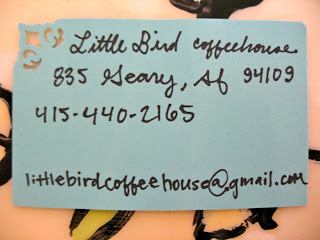 Little Bird coffeehouse
835 Geary, Sf 94109
415-440-2165
littlebirdcoffeehouse@gmail.com